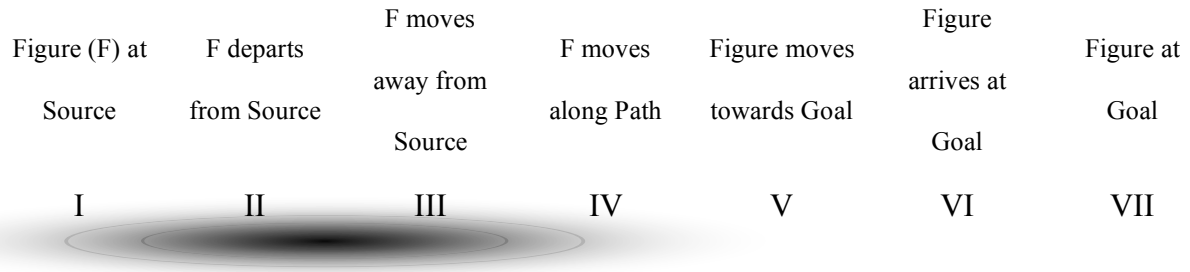 Figure (F) at
Source
F departs
from Source
F moves
away from
Source
F moves
along Path
Figure moves
towards Goal
Figure
arrives at
Goal
Figure at
Goal
I II III IV V VI VII